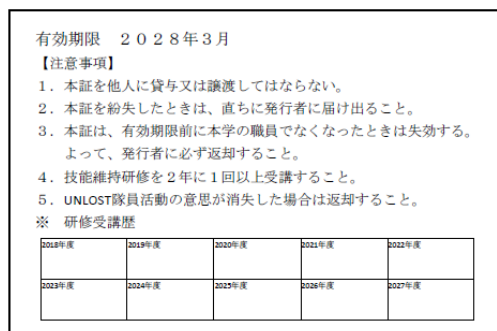 有効期限　２０２８年３月
【注意事項】
１．本証を他人に貸与又は譲渡してはならない。
２．本証を紛失したときは、直ちに発行者に届け出ること。
３．本証は、有効期限前に本学の職員でなくなったときは失効する。
よって、発行者に必ず返却すること。
４．技能維持研修を２年に１回以上受講すること。
５．UNLOST隊員活動の意思が消失した場合は返却すること。
※　研修受講歴
2018年度　2019年度　2020年度　2021年度　2022年度
2023年度　2024年度　2025年度　2026年度　2027年度